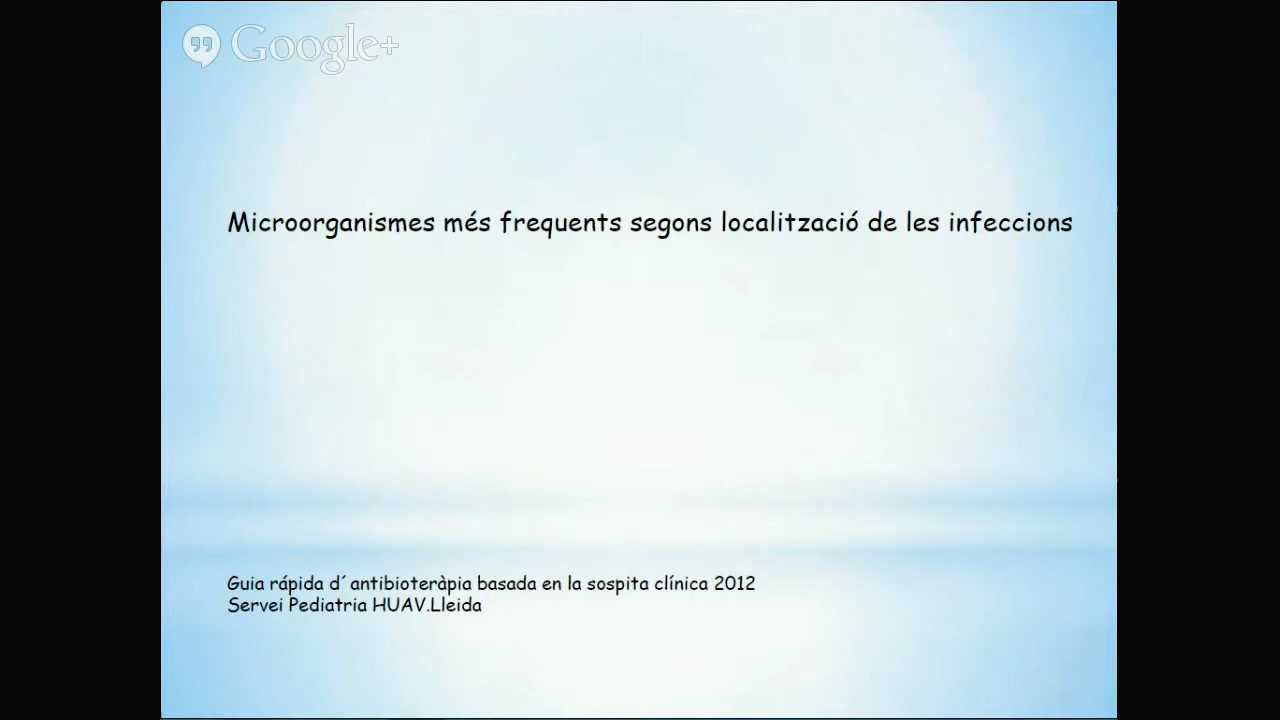 Google+
Microorganismes més frequents segons localització de les infeccions
Guia rápida d´antibioteràpia basada en la sospita clínica 2012
Servei Pediatria HUAV.Lleida